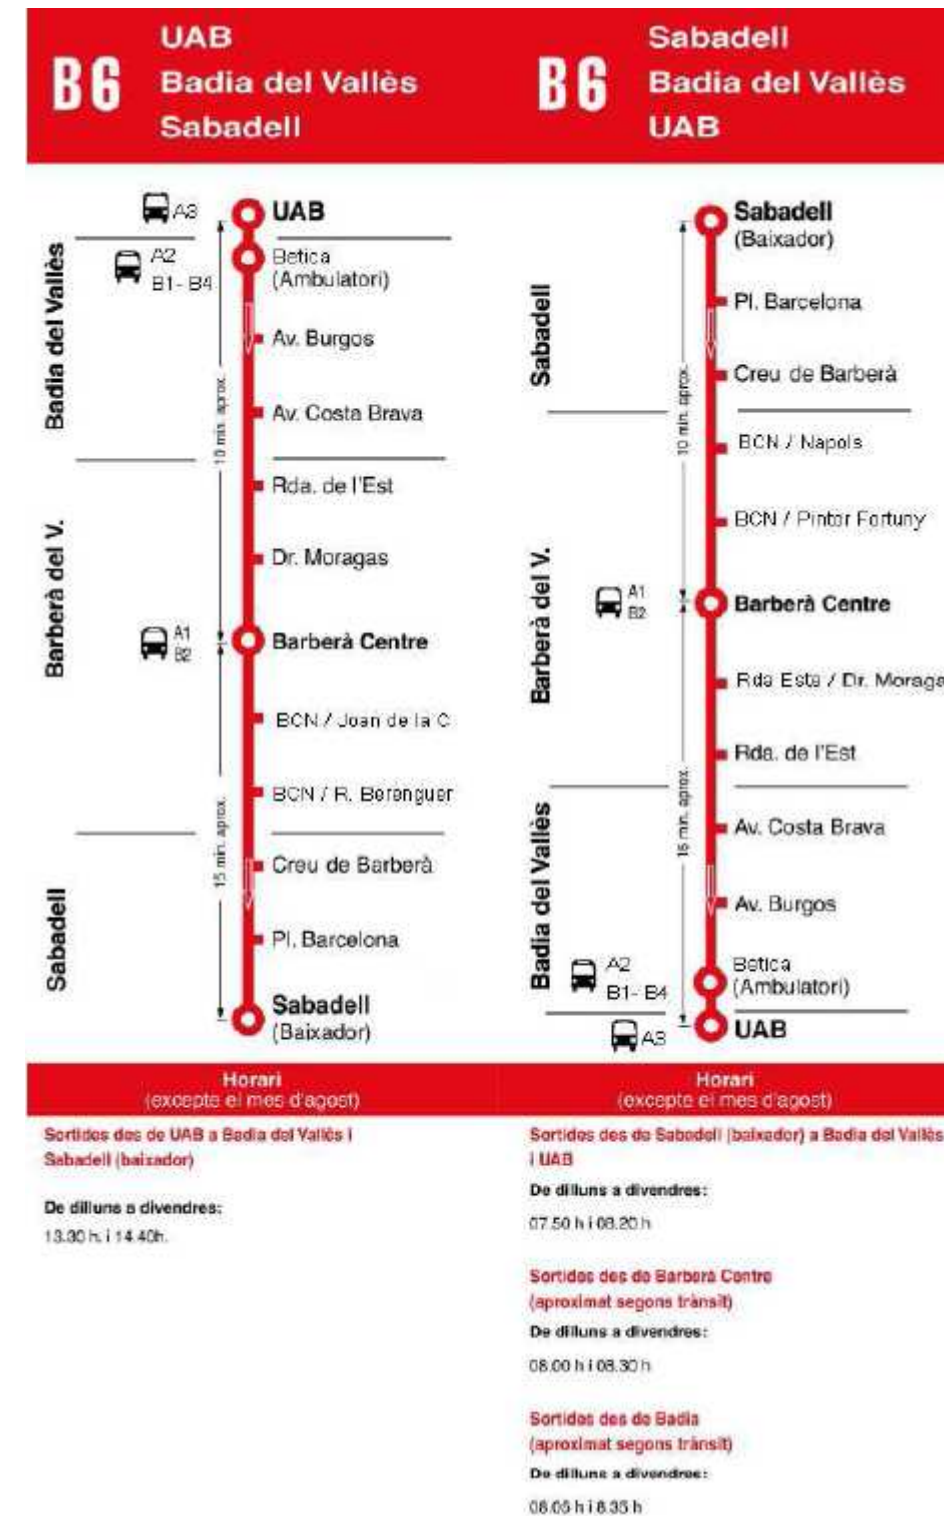 B6
UAB
Badia del Vallès
Sabadell
A3
UAB
Badia del Vallès
A2
B1- B4
Betica
(Ambulatori)
Av. Burgos
Av. Costa Brava
10 min. aprox.
Barberà del V.
Rda. de l'Est
Dr. Moragas
A1
B2
Barberà Centre
BCN / Joan de la C
BCN / R. Berenguer
15 min. aprox.
Sabadell
Creu de Barberà
Pl. Barcelona
Sabadell
(Baixador)
Horari
(excepte el mes d'agost)
Sortides des de UAB a Badia del Vallès i
Sabadell (baixador)
De dilluns a divendres:
13.30 h. i 14.40h.
B6
Sabadell
Badia del Vallès
UAB
Sabadell
Sabadell
(Baixador)
Pl. Barcelona
Creu de Barberà
10 min. aprox.
Barberà del V.
BCN / Napols
BCN / Pintor Fortuny
A1
B2
Barberà Centre
Rda Este / Dr. Moraga
Rda. de l'Est
min. aprox.
Badia del Vallès
Av. Costa Brava
Av. Burgos
A2
B1- B4
Betica
(Ambulatori)
A3
UAB
Horari
(excepte el mes d'agost)
Sortides des de Sabadell (baixador) a Badia del Vallès
i UAB
De dilluns a divendres:
07.50 h i 08.20 h
Sortides des de Barberà Centre
(aproximat segons trànsit)
De dilluns a divendres:
08.00 h i 08.30 h
Sortides des de Badia
(aproximat segons trànsit)
De dilluns a divendres:
08.05 h i 8.35 h